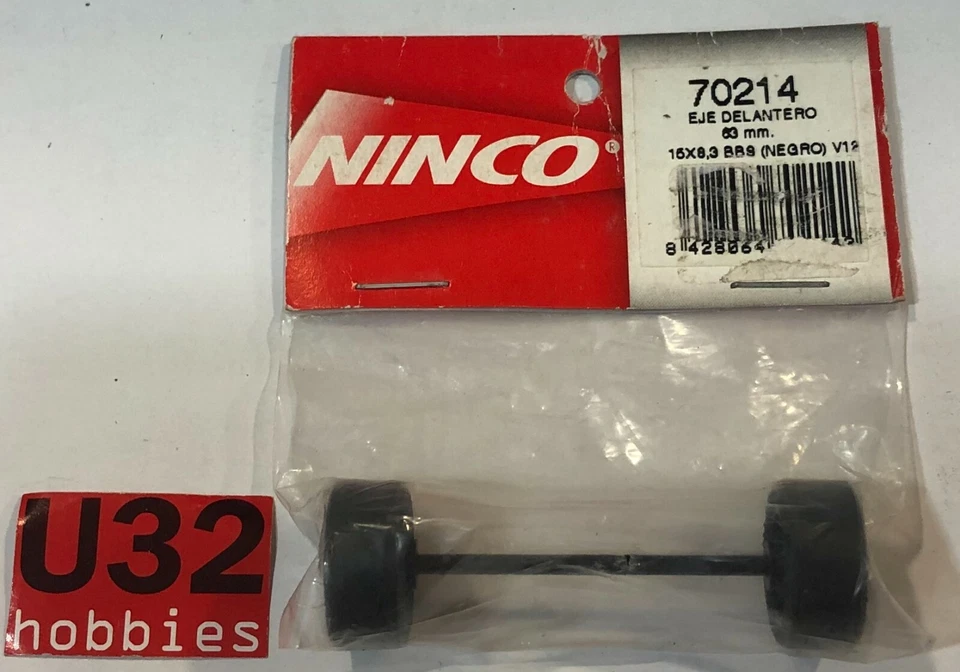 NINCO®
70214
EJE DELANTERO
63 mm.
15X8,3 BBS (NEGRO) V12
8 428064
U32
hobbies